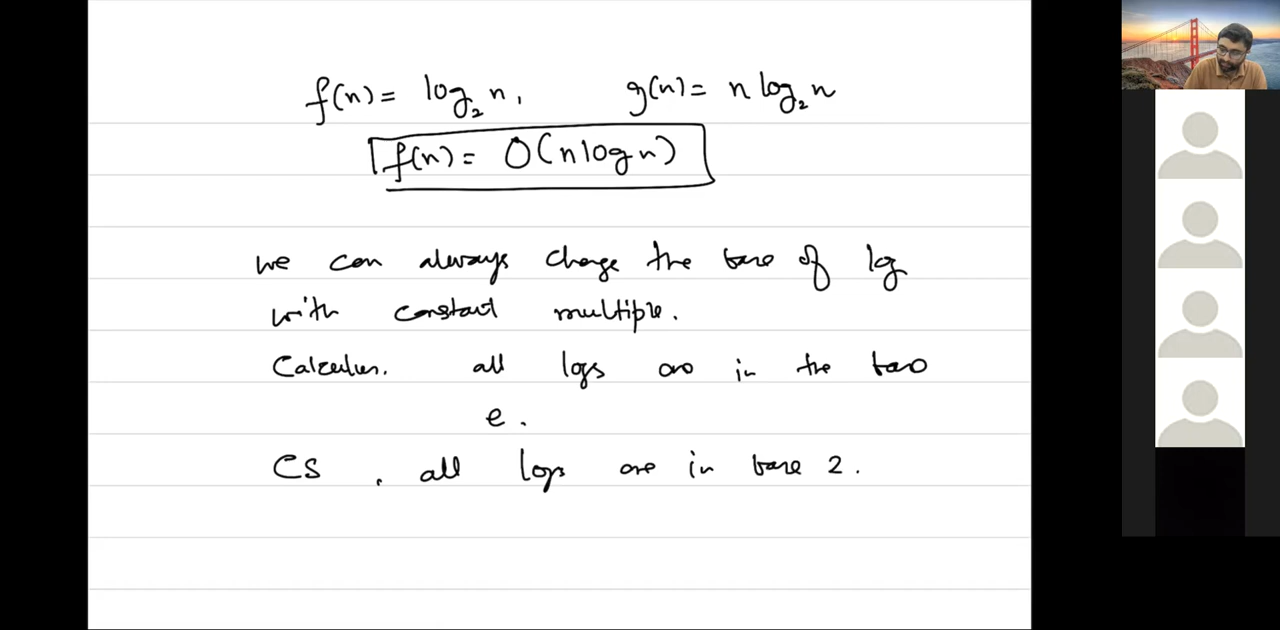 f(n) = log₂ n, g(n) = n log₂ n
f(n) = O(n log n)
we can always change the base of log
with constant multiple.
Calculus. all logs are in the base
e.
CS, all logs are in base 2.